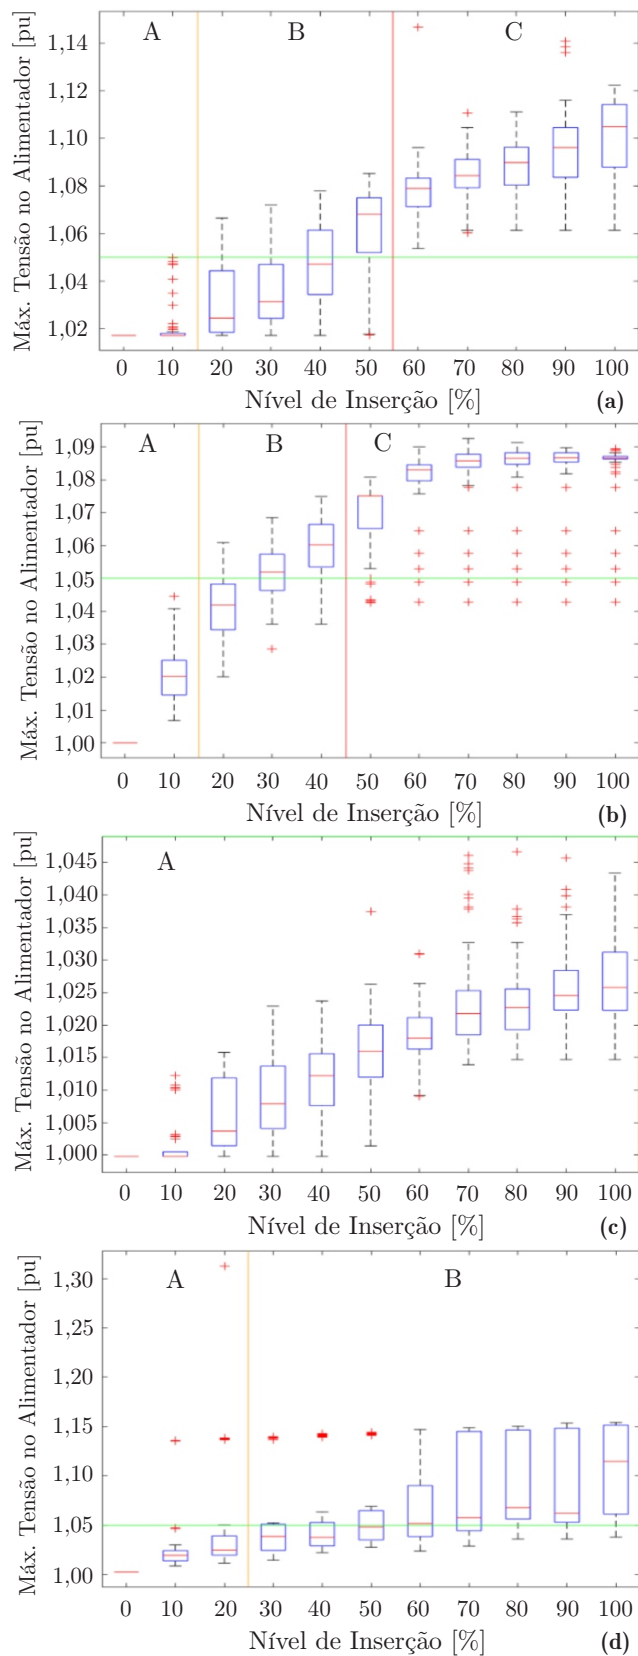 Máx. Tensão no Alimentador [pu]
A
B
C
1,14
1,12
1,10
1,08
1,06
1,04
1,02
0 10 20 30 40 50 60 70 80 90 100
Nível de Inserção [%]
(a)
Máx. Tensão no Alimentador [pu]
A
B
C
1,09
1,08
1,07
1,06
1,05
1,04
1,03
1,02
1,01
1,00
0 10 20 30 40 50 60 70 80 90 100
Nível de Inserção [%]
(b)
Máx. Tensão no Alimentador [pu]
A
1,045
1,040
1,035
1,030
1,025
1,020
1,015
1,010
1,005
1,000
0 10 20 30 40 50 60 70 80 90 100
Nível de Inserção [%]
(c)
Máx. Tensão no Alimentador [pu]
A
B
1,30
1,25
1,20
1,15
1,10
1,05
1,00
0 10 20 30 40 50 60 70 80 90 100
Nível de Inserção [%]
(d)